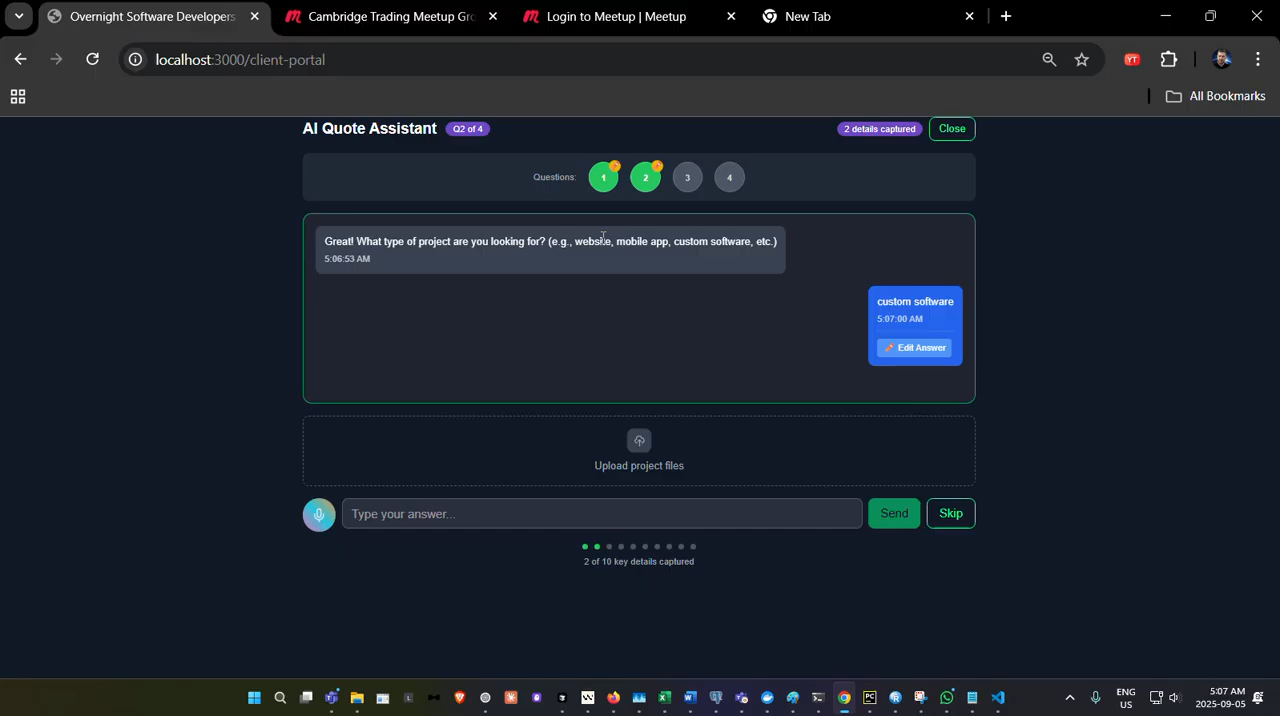 Overnight Software Developers
Cambridge Trading Meetup Gro
Login to Meetup | Meetup
New Tab
localhost:3000/client-portal
YT
All Bookmarks
AI Quote Assistant
Q2 of 4
2 details captured
Close
Questions:
1
2
3
4
Great! What type of project are you looking for? (e.g., website, mobile app, custom software, etc.)
5:06:53 AM
custom software
5:07:00 AM
Edit Answer
Upload project files
Type your answer...
Send
Skip
2 of 10 key details captured
ENG
US
5:07 AM
2025-09-05